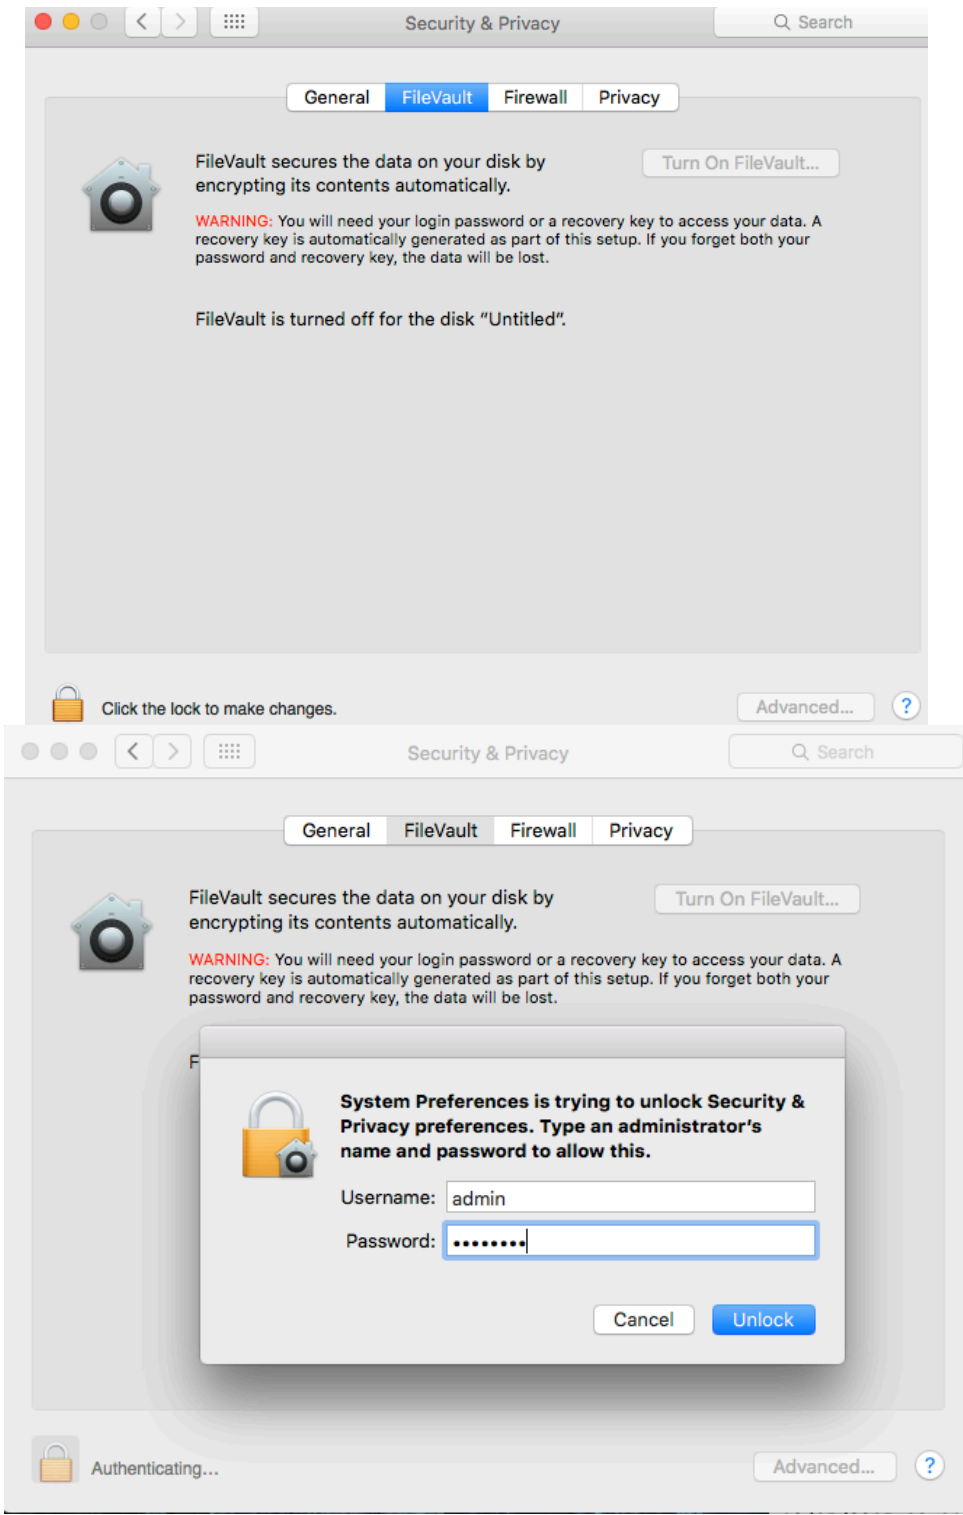 Security & Privacy
Search
General FileVault Firewall Privacy
FileVault secures the data on your disk by
encrypting its contents automatically.
Turn On FileVault...
WARNING: You will need your login password or a recovery key to access your data. A
recovery key is automatically generated as part of this setup. If you forget both your
password and recovery key, the data will be lost.
FileVault is turned off for the disk “Untitled”.
Click the lock to make changes.
Advanced...
?
Security & Privacy
Search
General FileVault Firewall Privacy
FileVault secures the data on your disk by
encrypting its contents automatically.
Turn On FileVault...
WARNING: You will need your login password or a recovery key to access your data. A
recovery key is automatically generated as part of this setup. If you forget both your
password and recovery key, the data will be lost.
F
System Preferences is trying to unlock Security &
Privacy preferences. Type an administrator’s
name and password to allow this.
Username: admin
Password: ••••••••
Cancel Unlock
Authenticating...
Advanced...
?